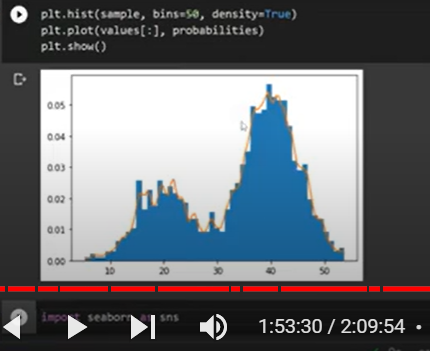 plt.hist(sample, bins=50, density=True)
plt.plot(values[:], probabilities)
plt.show()
0.05
0.04
0.03
0.02
0.01
0.00
10 20 30 40 50
import seaborn as sns
1:53:30 / 2:09:54 •